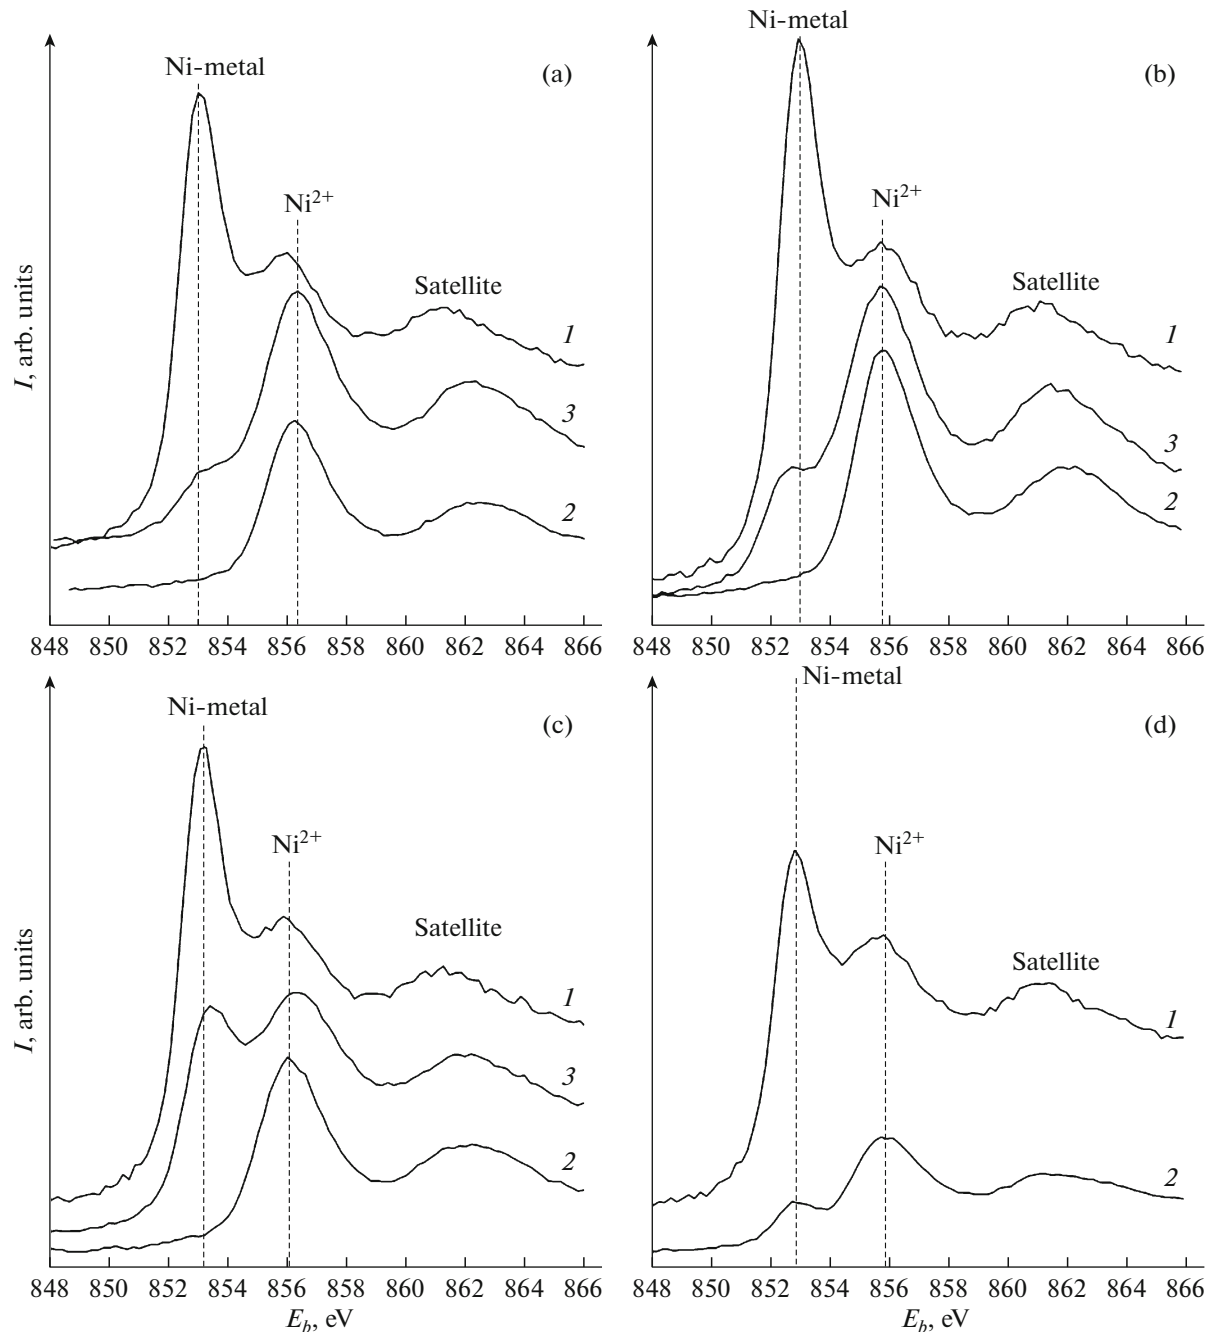 Ni-metal
(a)
Ni²⁺
Satellite
1
3
2
I, arb. units
848 850 852 854 856 858 860 862 864 866
Ni-metal
(b)
Ni²⁺
Satellite
1
3
2
848 850 852 854 856 858 860 862 864 866
Ni-metal
(c)
Ni²⁺
Satellite
1
3
2
I, arb. units
848 850 852 854 856 858 860 862 864 866
E_b, eV
Ni-metal
(d)
Ni²⁺
Satellite
1
2
848 850 852 854 856 858 860 862 864 866
E_b, eV